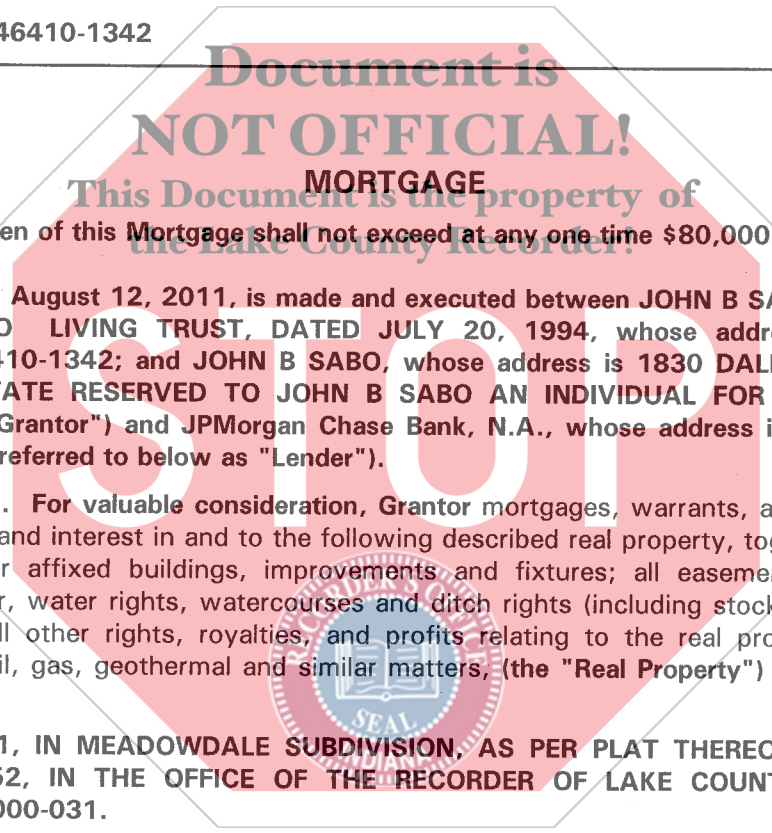 46410-1342
Document is
NOT OFFICIAL!
MORTGAGE
This Document is the property of
en of this Mortgage shall not exceed at any one time $80,000
the Lake County Recorder!
August 12, 2011, is made and executed between JOHN B SA
O LIVING TRUST, DATED JULY 20, 1994, whose addre
410-1342; and JOHN B SABO, whose address is 1830 DALI
TATE RESERVED TO JOHN B SABO AN INDIVIDUAL FOR
Grantor") and JPMorgan Chase Bank, N.A., whose address i
referred to below as "Lender").
STOP
. For valuable consideration, Grantor mortgages, warrants, a
and interest in and to the following described real property, tog
r affixed buildings, improvements and fixtures; all easeme
r, water rights, watercourses and ditch rights (including stock
ll other rights, royalties, and profits relating to the real pro
il, gas, geothermal and similar matters, (the "Real Property")
RECORDER'S OFFICE
SEAL
INDIANA
1, IN MEADOWDALE SUBDIVISION, AS PER PLAT THEREO
52, IN THE OFFICE OF THE RECORDER OF LAKE COUNT
000-031.